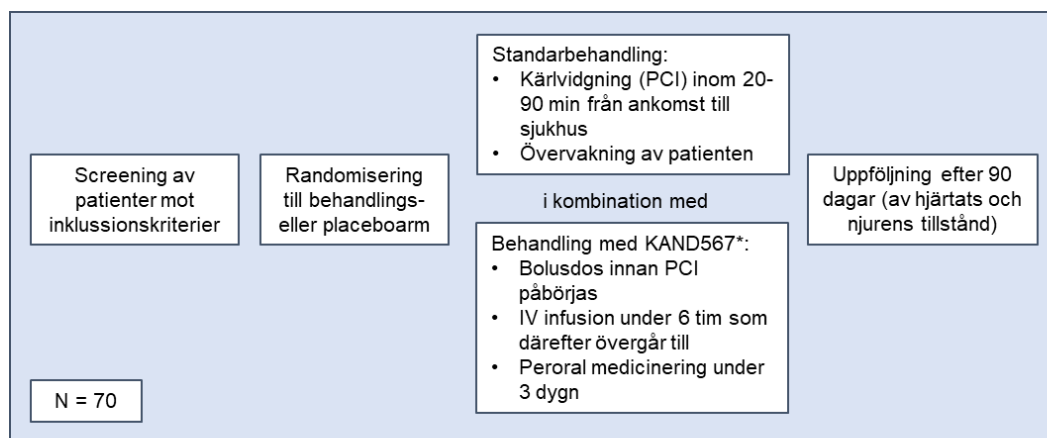 Screening av
patienter mot
inklussionskriterier
Randomisering
till behandlings-
eller placeboarm
Standarbehandling:
• Kärlvidgning (PCI) inom 20-
90 min från ankomst till
sjukhus
• Övervakning av patienten
i kombination med
Behandling med KAND567*:
• Bolusdos innan PCI
påbörjas
• IV infusion under 6 tim som
därefter övergår till
• Peroral medicinering under
3 dygn
Uppföljning efter 90
dagar (av hjärtats och
njurens tillstånd)
N = 70